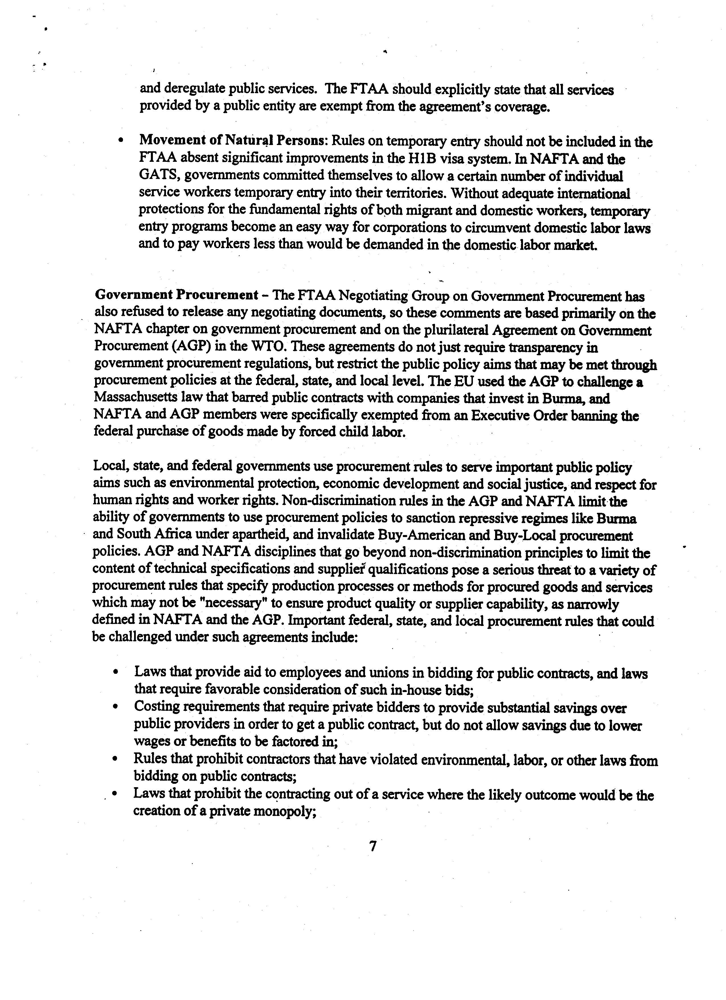 and deregulate public services. The FTAA should explicitly state that all services
provided by a public entity are exempt from the agreement's coverage.
• Movement of Natural Persons: Rules on temporary entry should not be included in the
FTAA absent significant improvements in the H1B visa system. In NAFTA and the
GATS, governments committed themselves to allow a certain number of individual
service workers temporary entry into their territories. Without adequate international
protections for the fundamental rights of both migrant and domestic workers, temporary
entry programs become an easy way for corporations to circumvent domestic labor laws
and to pay workers less than would be demanded in the domestic labor market.
Government Procurement – The FTAA Negotiating Group on Government Procurement has
also refused to release any negotiating documents, so these comments are based primarily on the
NAFTA chapter on government procurement and on the plurilateral Agreement on Government
Procurement (AGP) in the WTO. These agreements do not just require transparency in
government procurement regulations, but restrict the public policy aims that may be met through
procurement policies at the federal, state, and local level. The EU used the AGP to challenge a
Massachusetts law that barred public contracts with companies that invest in Burma, and
NAFTA and AGP members were specifically exempted from an Executive Order banning the
federal purchase of goods made by forced child labor.
Local, state, and federal governments use procurement rules to serve important public policy
aims such as environmental protection, economic development and social justice, and respect for
human rights and worker rights. Non-discrimination rules in the AGP and NAFTA limit the
ability of governments to use procurement policies to sanction repressive regimes like Burma
and South Africa under apartheid, and invalidate Buy-American and Buy-Local procurement
policies. AGP and NAFTA disciplines that go beyond non-discrimination principles to limit the
content of technical specifications and supplier qualifications pose a serious threat to a variety of
procurement rules that specify production processes or methods for procured goods and services
which may not be "necessary" to ensure product quality or supplier capability, as narrowly
defined in NAFTA and the AGP. Important federal, state, and local procurement rules that could
be challenged under such agreements include:
• Laws that provide aid to employees and unions in bidding for public contracts, and laws
that require favorable consideration of such in-house bids;
• Costing requirements that require private bidders to provide substantial savings over
public providers in order to get a public contract, but do not allow savings due to lower
wages or benefits to be factored in;
• Rules that prohibit contractors that have violated environmental, labor, or other laws from
bidding on public contracts;
• Laws that prohibit the contracting out of a service where the likely outcome would be the
creation of a private monopoly;
7